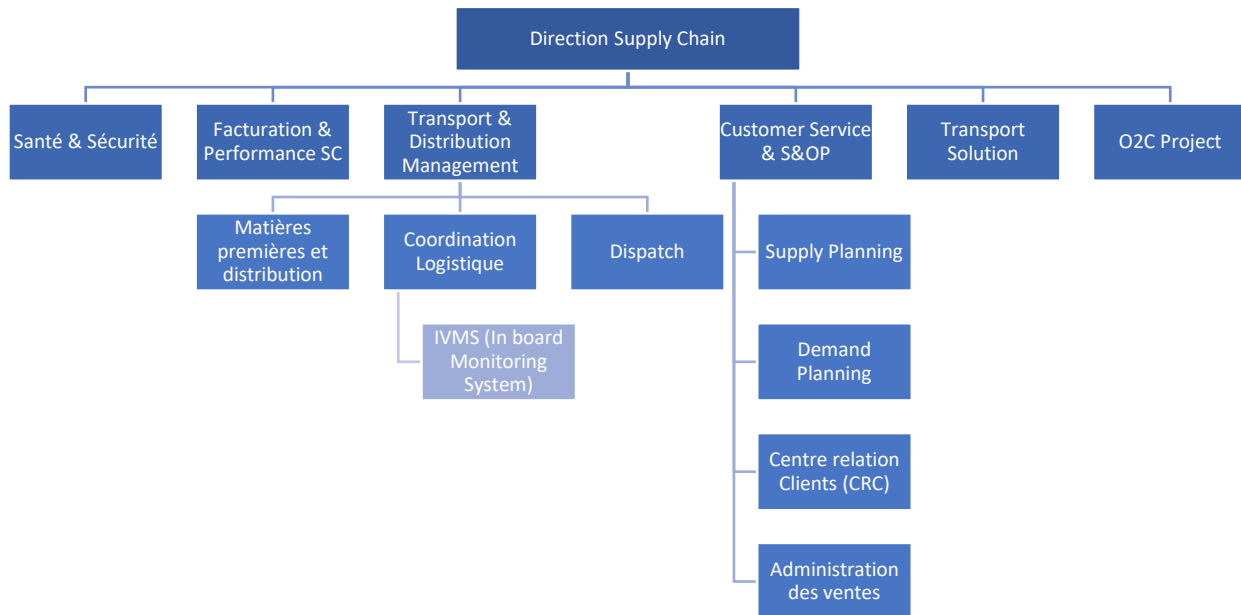 Direction Supply Chain
Santé & Sécurité
Facturation &
Performance SC
Transport &
Distribution
Management
Customer Service
& S&OP
Transport
Solution
O2C Project
Matières
premières et
distribution
Coordination
Logistique
Dispatch
Supply Planning
IVMS (In board
Monitoring
System)
Demand
Planning
Centre relation
Clients (CRC)
Administration
des ventes